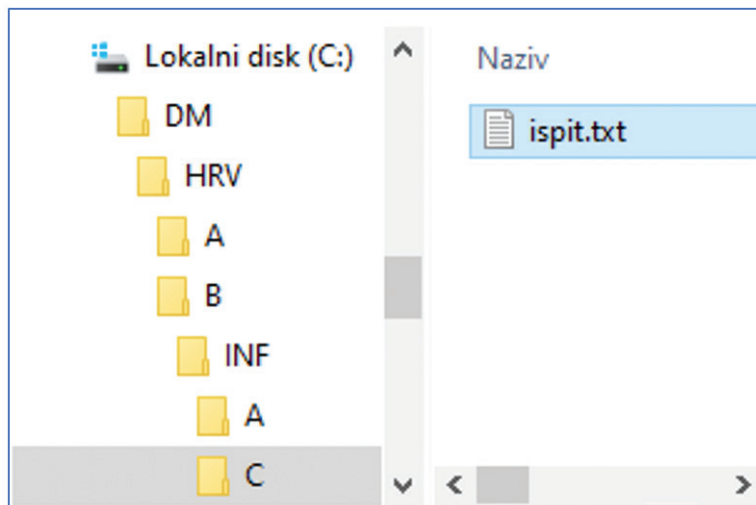 Lokalni disk (C:)
DM
HRV
A
B
INF
A
C
Naziv
ispit.txt